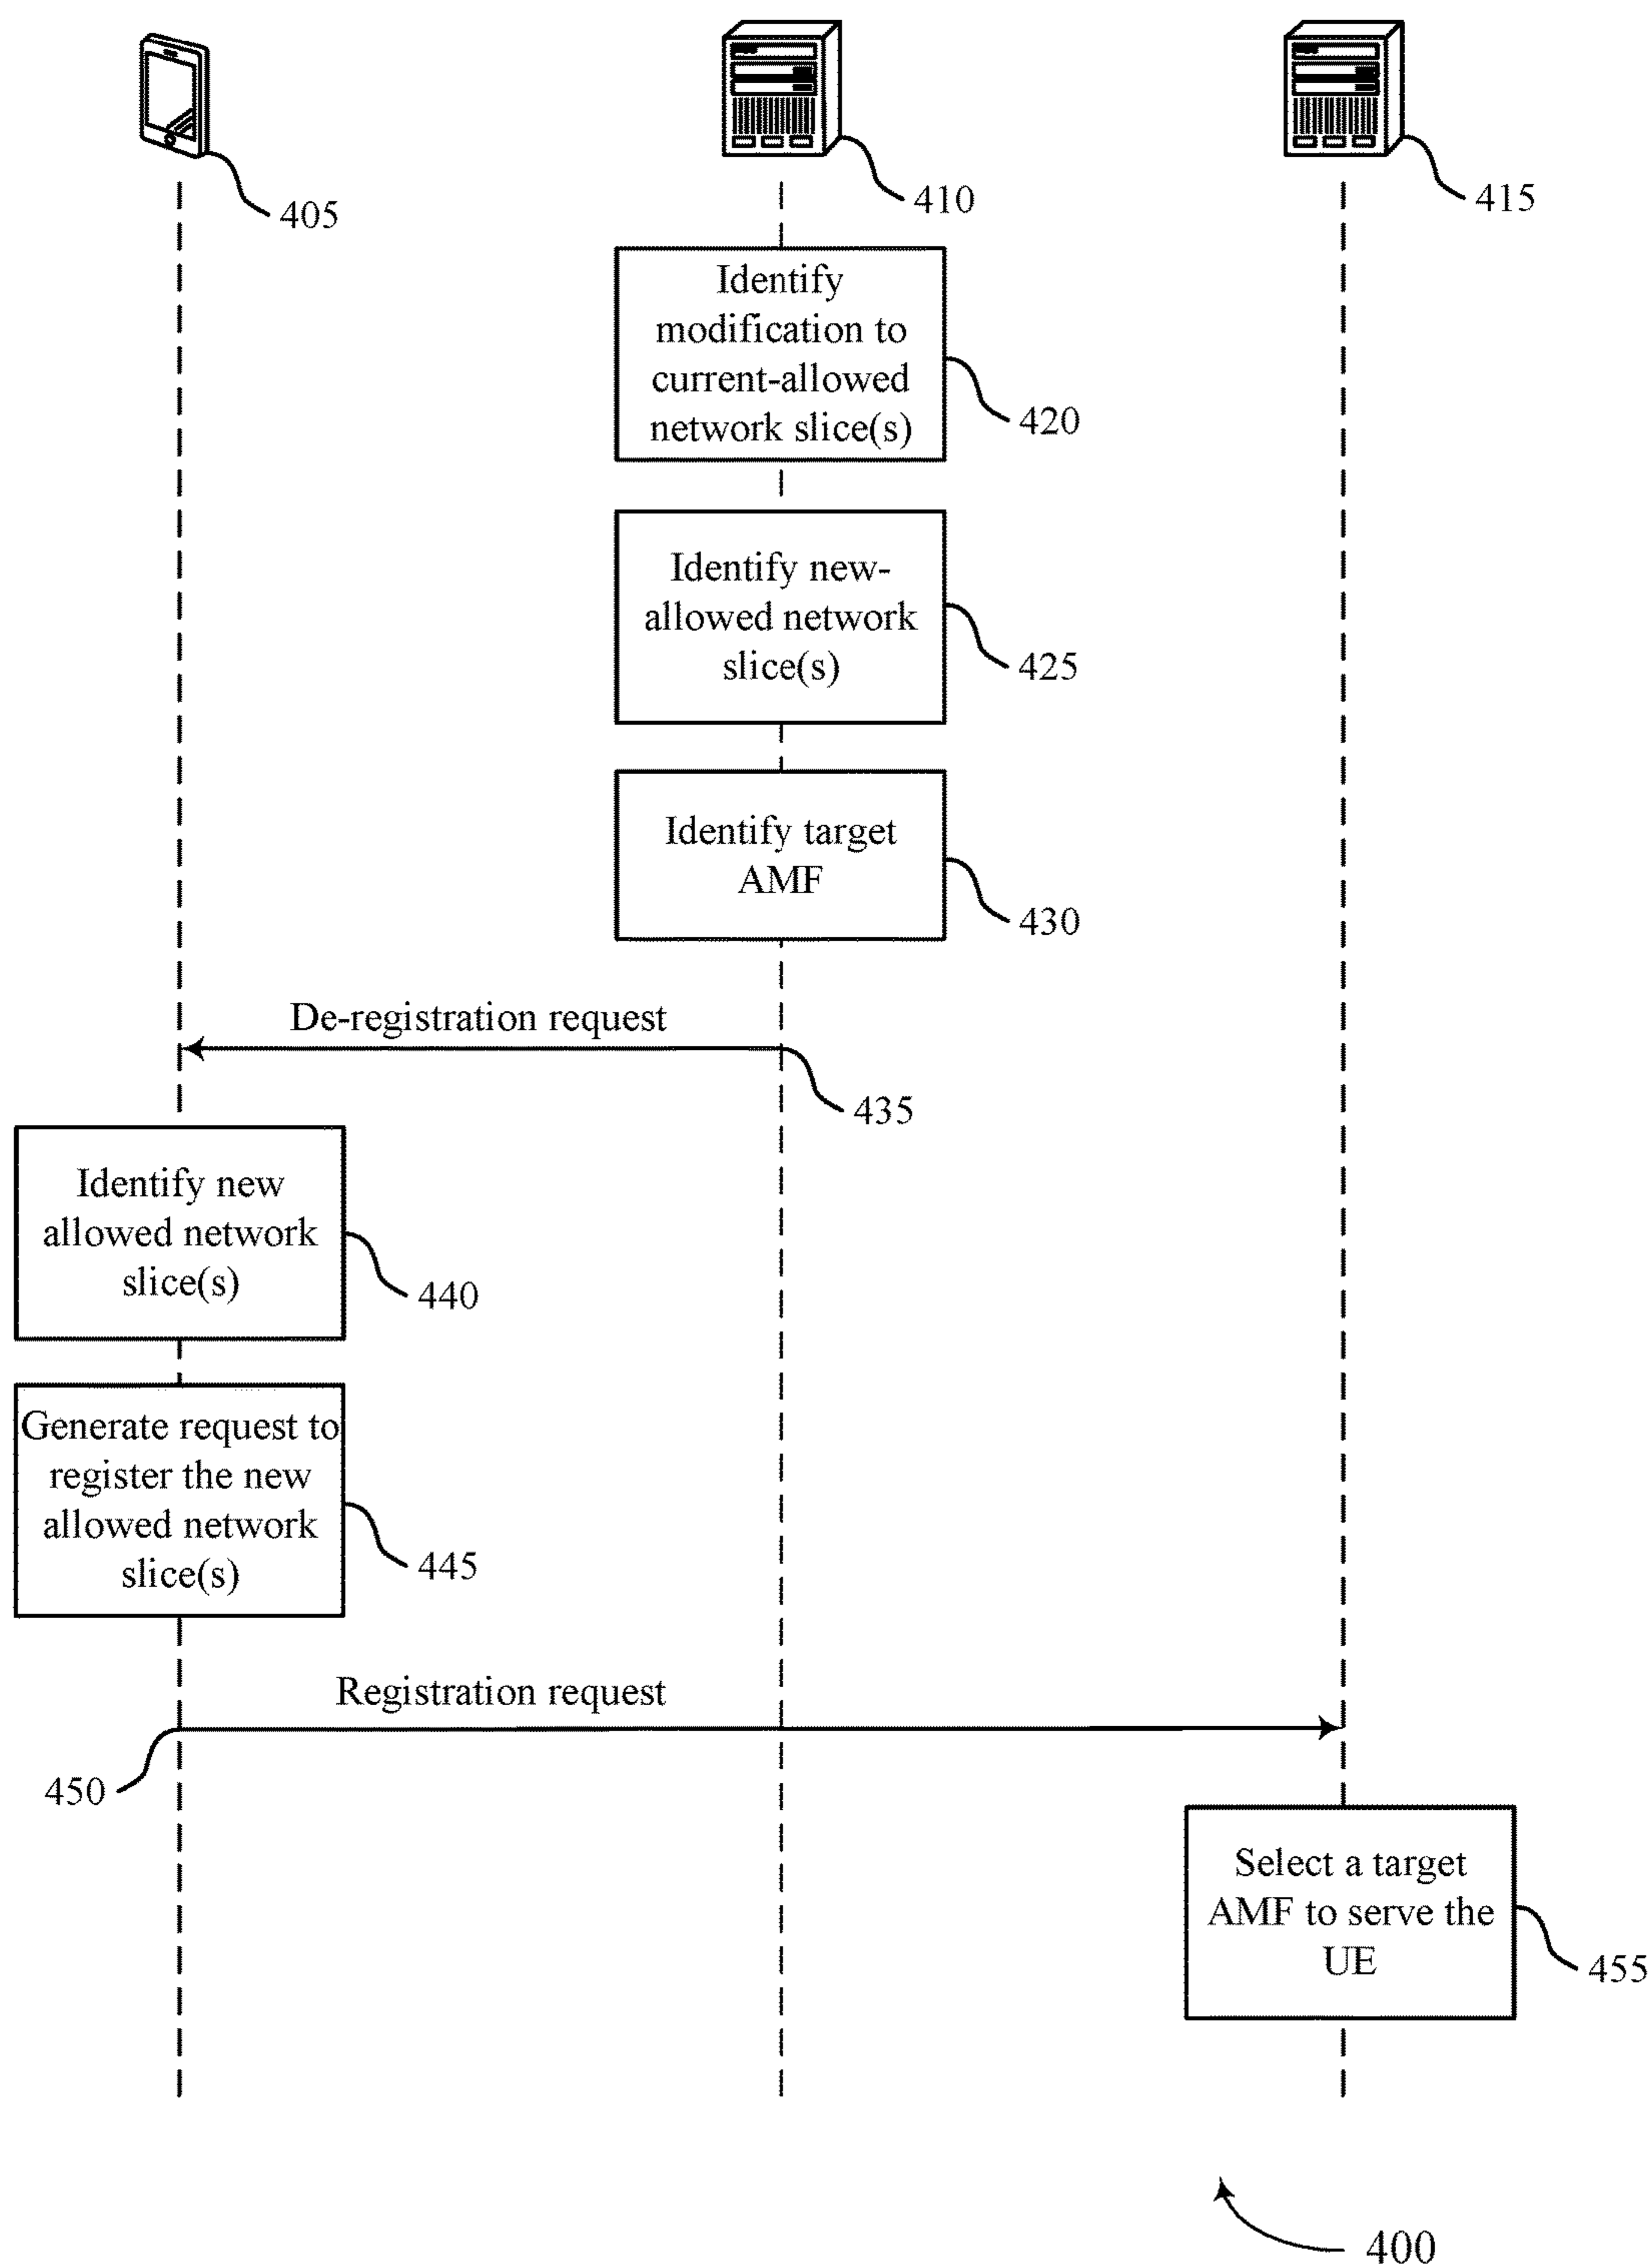 405
410
415
Identify
modification to
current-allowed
network slice(s)
420
Identify new-
allowed network
slice(s)
425
Identify target
AMF
430
De-registration request
435
Identify new
allowed network
slice(s)
440
Generate request to
register the new
allowed network
slice(s)
445
Registration request
450
Select a target
AMF to serve the
UE
455
400